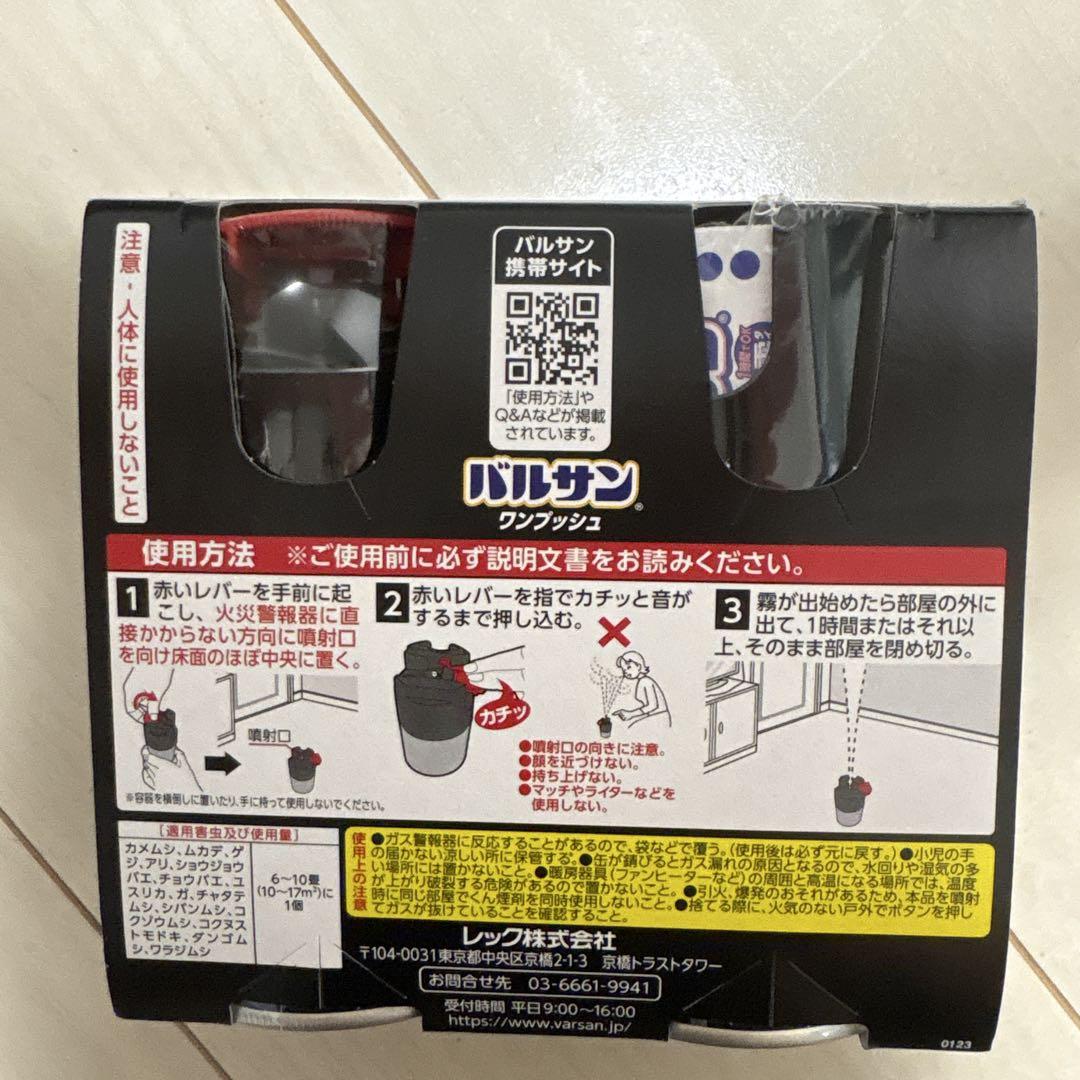 注意・人体に使用しないこと
バルサン
携帯サイト
「使用方法」や
Q&Aなどが掲載
されています。
1時間でOK
バルサン®
ワンプッシュ
使用方法 ※ご使用前に必ず説明文書をお読みください。
1 赤いレバーを手前に起
こし、火災警報器に直
接かからない方向に噴射口
を向け床面のほぼ中央に置く。
噴射口
※容器を横倒しに置いたり、手に持って使用しないでください。
2 赤いレバーを指でカチッと音が
するまで押し込む。
カチッ
●噴射口の向きに注意。
●顔を近づけない。
●持ち上げない。
●マッチやライターなどを
使用しない。
3 霧が出始めたら部屋の外に
出て、1時間またはそれ以
上、そのまま部屋を閉め切る。
[適用害虫及び使用量]
カメムシ、ムカデ、ゲ
ジ、アリ、ショウジョウ
バエ、チョウバエ、ユ
スリカ、ガ、チャタテ
ムシ、シバンムシ、コ
クゾウムシ、コクヌス
トモドキ、ダンゴム
シ、ワラジムシ
6〜10畳
(10〜17m²)に
1個
使用上の注意
●ガス警報器に反応することがあるので、袋などで覆う。(使用後は必ず元に戻す。)●小児の手
の届かない涼しい所に保管する。●缶が錆びるとガス漏れの原因となるので、水回りや湿気の多
い場所には置かないこと。●暖房器具(ファンヒーターなど)の周囲と高温になる場所では、温度
が上がり破裂する危険があるので置かないこと。●引火、爆発のおそれがあるため、本品を噴射
時に同じ部屋でくん煙剤を同時使用しないこと。●捨てる際に、火気のない戸外でボタンを押し
てガスが抜けていることを確認すること。
レック株式会社
〒104-0031東京都中央区京橋2-1-3 京橋トラストタワー
お問合せ先 03-6661-9941
受付時間 平日9:00〜16:00
https://www.varsan.jp/
0123